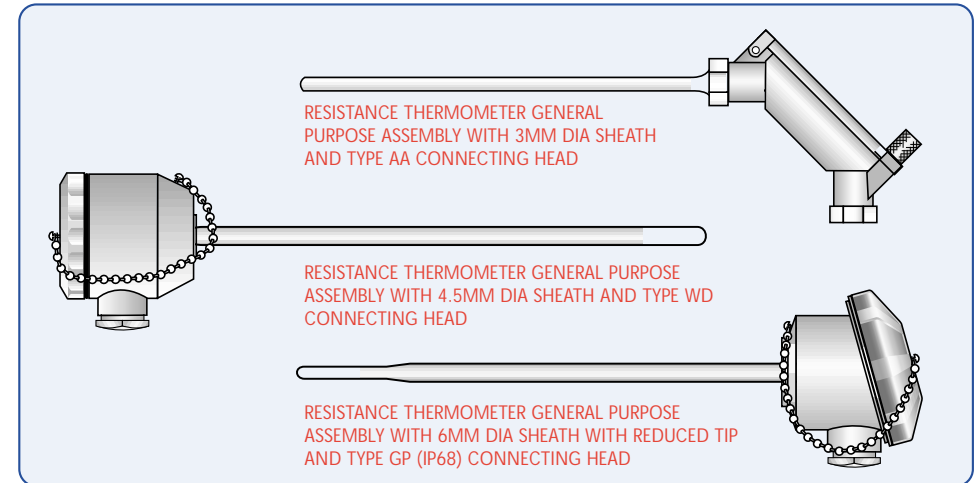 RESISTANCE THERMOMETER GENERAL
PURPOSE ASSEMBLY WITH 3MM DIA SHEATH
AND TYPE AA CONNECTING HEAD
RESISTANCE THERMOMETER GENERAL PURPOSE
ASSEMBLY WITH 4.5MM DIA SHEATH AND TYPE WD
CONNECTING HEAD
RESISTANCE THERMOMETER GENERAL PURPOSE
ASSEMBLY WITH 6MM DIA SHEATH WITH REDUCED TIP
AND TYPE GP (IP68) CONNECTING HEAD